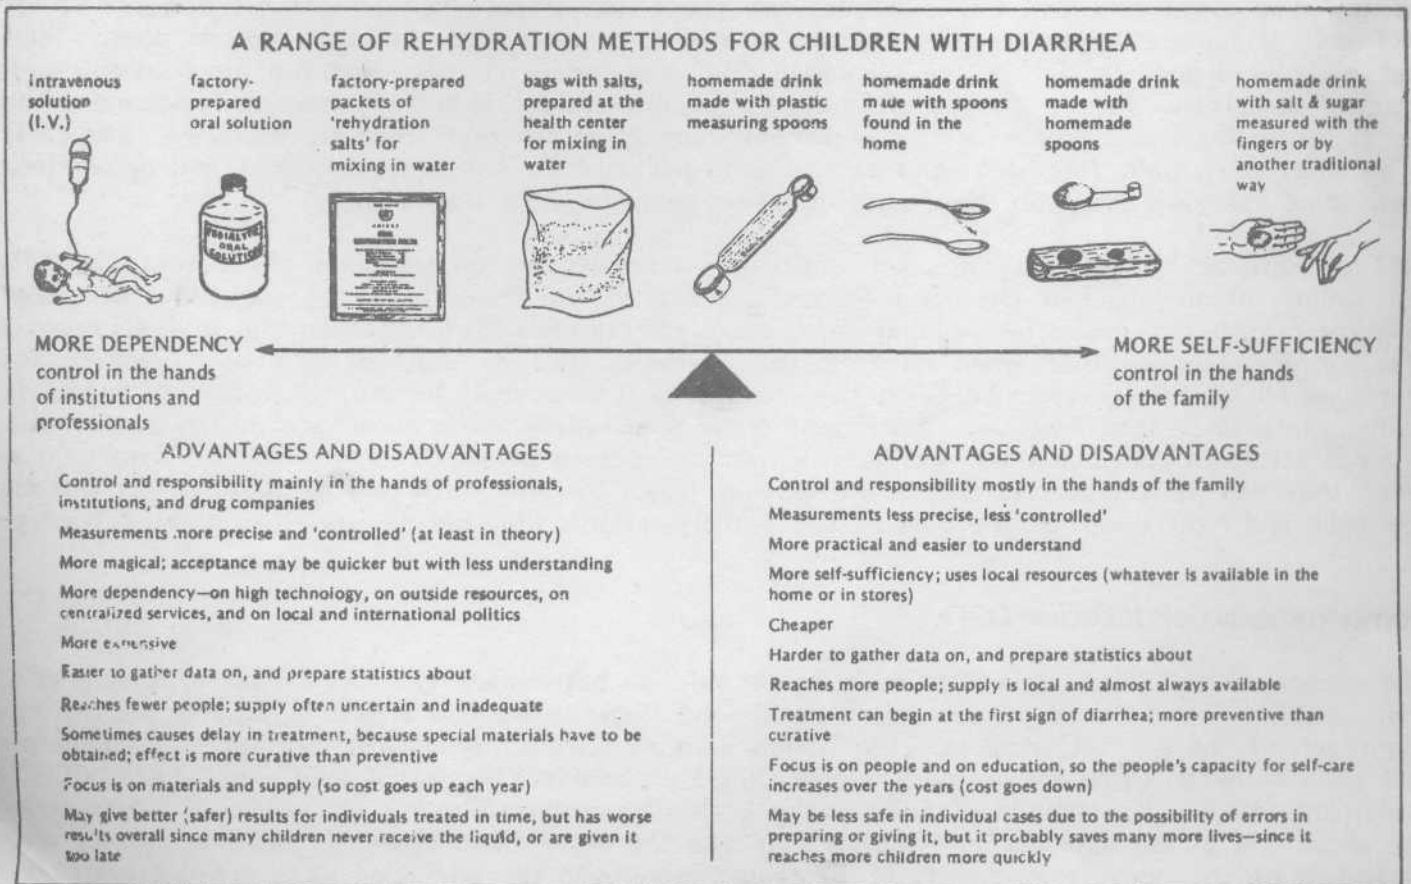 A RANGE OF REHYDRATION METHODS FOR CHILDREN WITH DIARRHEA
intravenous
solution
(I.V.)
factory-
prepared
oral solution
factory-prepared
packets of
'rehydration
salts' for
mixing in water
bags with salts,
prepared at the
health center
for mixing in
water
homemade drink
made with plastic
measuring spoons
homemade drink
made with spoons
found in the
home
homemade drink
made with
homemade
spoons
homemade drink
with salt & sugar
measured with the
fingers or by
another traditional
way
PEDIALYTE
ORAL
SOLUTION
MORE DEPENDENCY
control in the hands
of institutions and
professionals
MORE SELF-SUFFICIENCY
control in the hands
of the family
ADVANTAGES AND DISADVANTAGES
Control and responsibility mainly in the hands of professionals,
institutions, and drug companies
Measurements more precise and 'controlled' (at least in theory)
More magical; acceptance may be quicker but with less understanding
More dependency—on high technology, on outside resources, on
centralized services, and on local and international politics
More expensive
Easier to gather data on, and prepare statistics about
Reaches fewer people; supply often uncertain and inadequate
Sometimes causes delay in treatment, because special materials have to be
obtained; effect is more curative than preventive
Focus is on materials and supply (so cost goes up each year)
May give better (safer) results for individuals treated in time, but has worse
results overall since many children never receive the liquid, or are given it
too late
ADVANTAGES AND DISADVANTAGES
Control and responsibility mostly in the hands of the family
Measurements less precise, less 'controlled'
More practical and easier to understand
More self-sufficiency; uses local resources (whatever is available in the
home or in stores)
Cheaper
Harder to gather data on, and prepare statistics about
Reaches more people; supply is local and almost always available
Treatment can begin at the first sign of diarrhea; more preventive than
curative
Focus is on people and on education, so the people's capacity for self-care
increases over the years (cost goes down)
May be less safe in individual cases due to the possibility of errors in
preparing or giving it, but it probably saves many more lives—since it
reaches more children more quickly